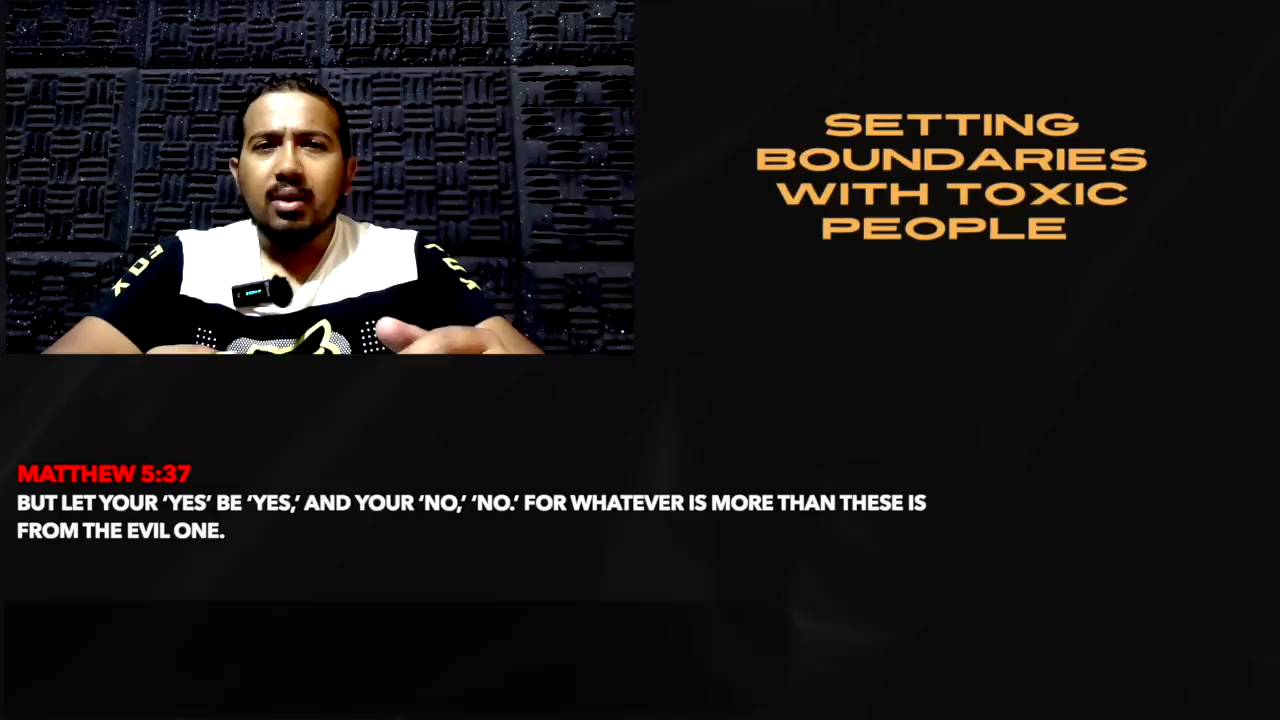 SETTING
BOUNDARIES
WITH TOXIC
PEOPLE
FOX
MATTHEW 5:37
BUT LET YOUR ‘YES’ BE ‘YES,’ AND YOUR ‘NO,’ ‘NO.’ FOR WHATEVER IS MORE THAN THESE IS
FROM THE EVIL ONE.